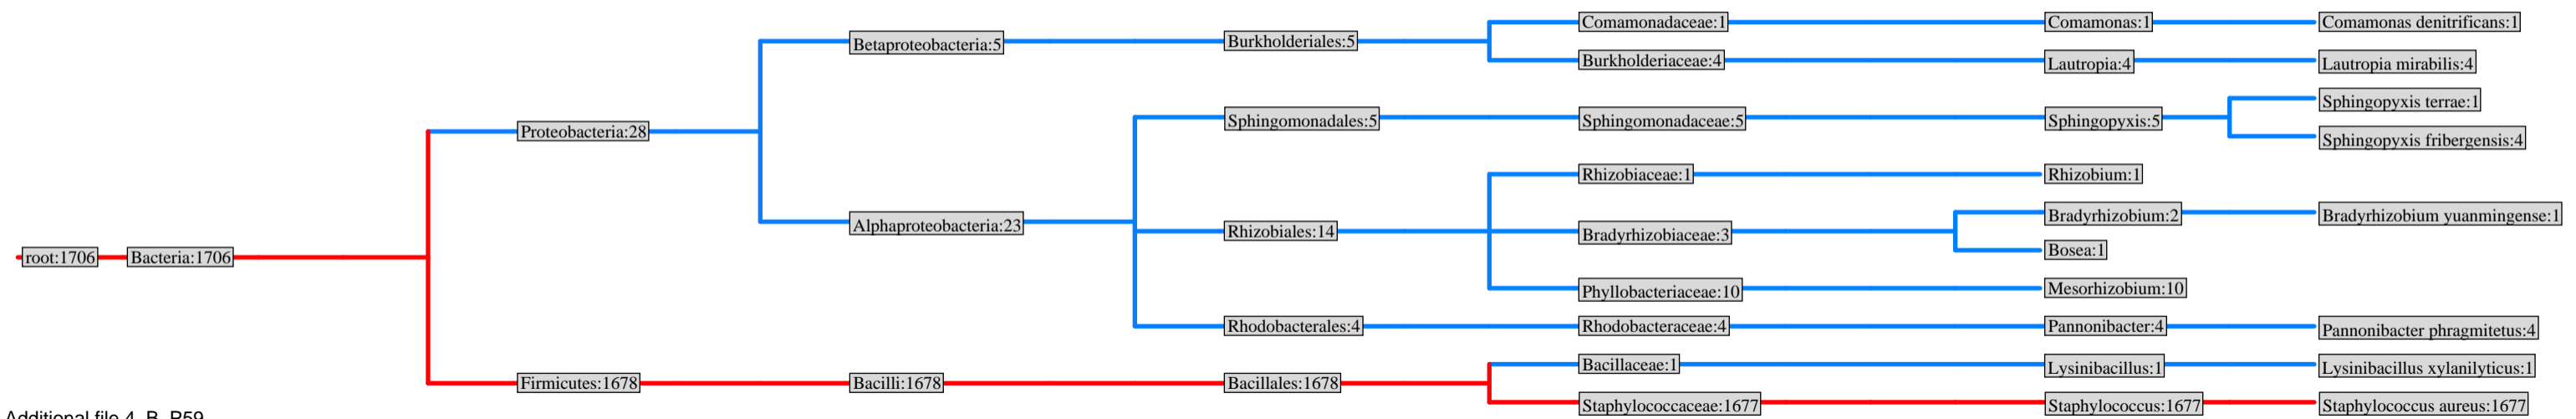 Comamonadaceae:1
Comamonas:1
Comamonas denitrificans:1
Betaproteobacteria:5
Burkholderiales:5
Burkholderiaceae:4
Lautropia:4
Lautropia mirabilis:4
Sphingopyxis terrae:1
Proteobacteria:28
Sphingomonadales:5
Sphingomonadaceae:5
Sphingopyxis:5
Sphingopyxis fribergensis:4
Rhizobiaceae:1
Rhizobium:1
Alphaproteobacteria:23
Rhizobiales:14
Bradyrhizobiaceae:3
Bradyrhizobium:2
Bradyrhizobium yuanmingense:1
Bosea:1
root:1706
Bacteria:1706
Phyllobacteriaceae:10
Mesorhizobium:10
Rhodobacterales:4
Rhodobacteraceae:4
Pannonibacter:4
Pannonibacter phragmitetus:4
Bacillaceae:1
Lysinibacillus:1
Lysinibacillus xylanilyticus:1
Firmicutes:1678
Bacilli:1678
Bacillales:1678
Staphylococcaceae:1677
Staphylococcus:1677
Staphylococcus aureus:1677
Additional file 4. B. P59